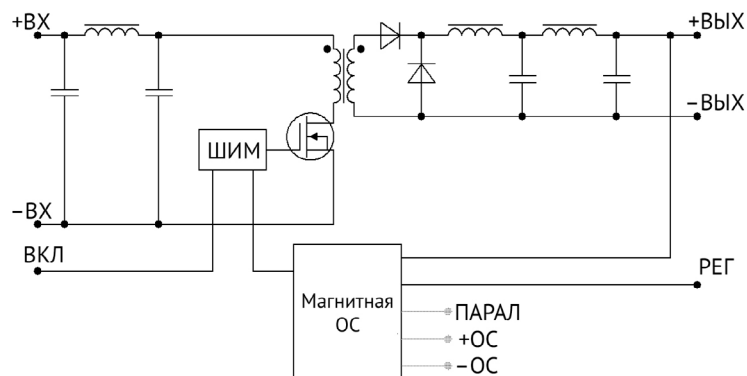 +ВХ
+ВЫХ
−ВЫХ
ШИМ
−ВХ
ВКЛ
РЕГ
Магнитная
ОС
ПАРАЛ
+ОС
−ОС